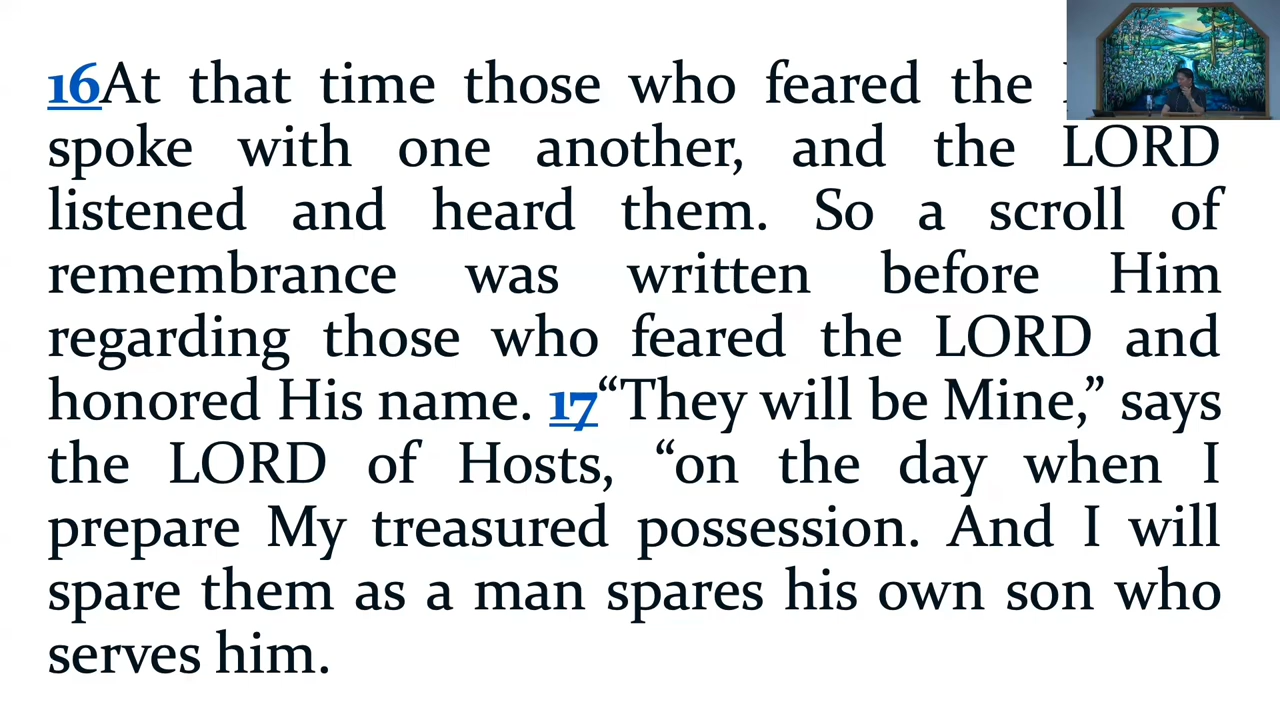 16At that time those who feared the
spoke with one another, and the LORD
listened and heard them. So a scroll of
remembrance was written before Him
regarding those who feared the LORD and
honored His name. 17“They will be Mine,” says
the LORD of Hosts, “on the day when I
prepare My treasured possession. And I will
spare them as a man spares his own son who
serves him.